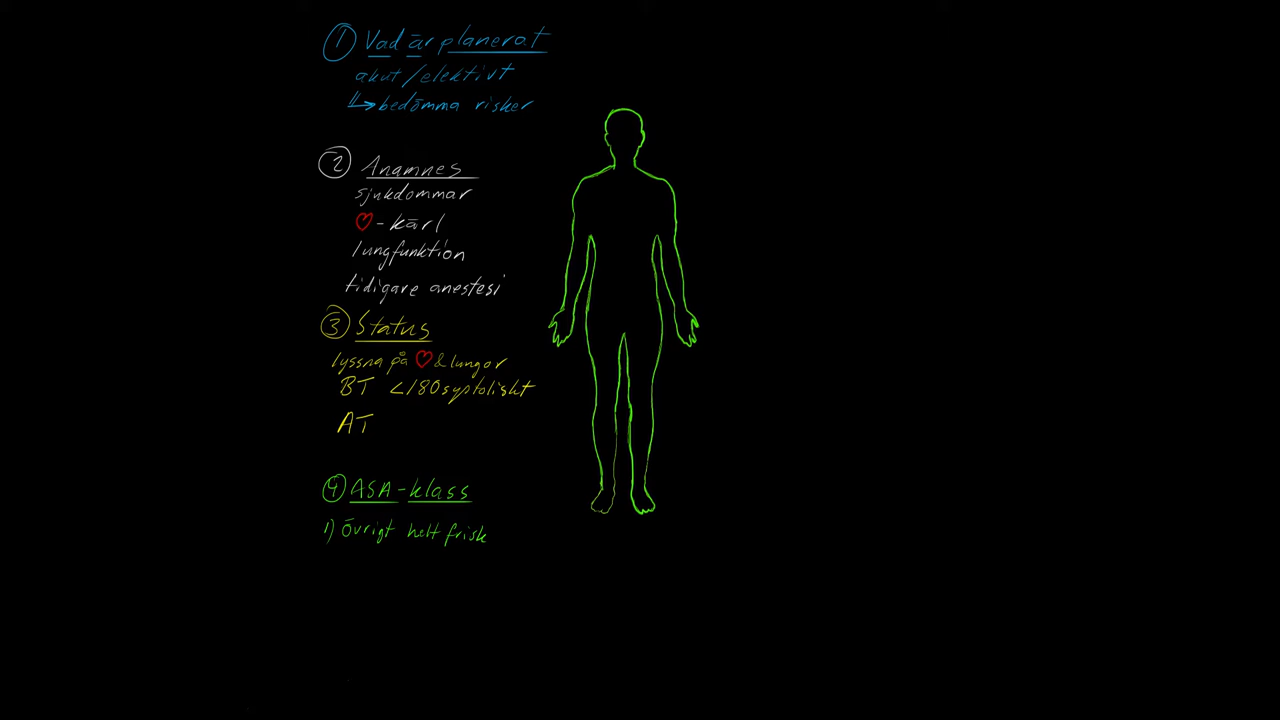 ① Vad är planerat
akut/elektivt
↳ bedömma risker
② Anamnes
sjukdommar
♡-kärl
lungfunktion
tidigare anestesi
③ Status
lyssna på ♡ & lungor
BT <180 syptoliskt
AT
④ ASA-klass
1) Övrigt helt frisk